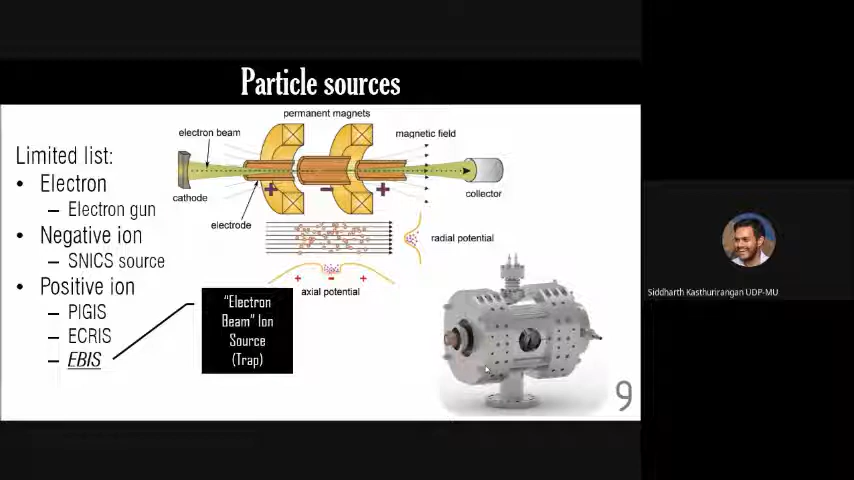 Particle sources
Limited list:
• Electron
– Electron gun
• Negative ion
– SNICS source
• Positive ion
– PIGIS
– ECRIS
– EBIS
permanent magnets
electron beam
magnetic field
cathode
+
–
+
collector
electrode
radial potential
+ – +
axial potential
"Electron
Beam" Ion
Source
(Trap)
9
Siddharth Kasthurirangan UDP-MU